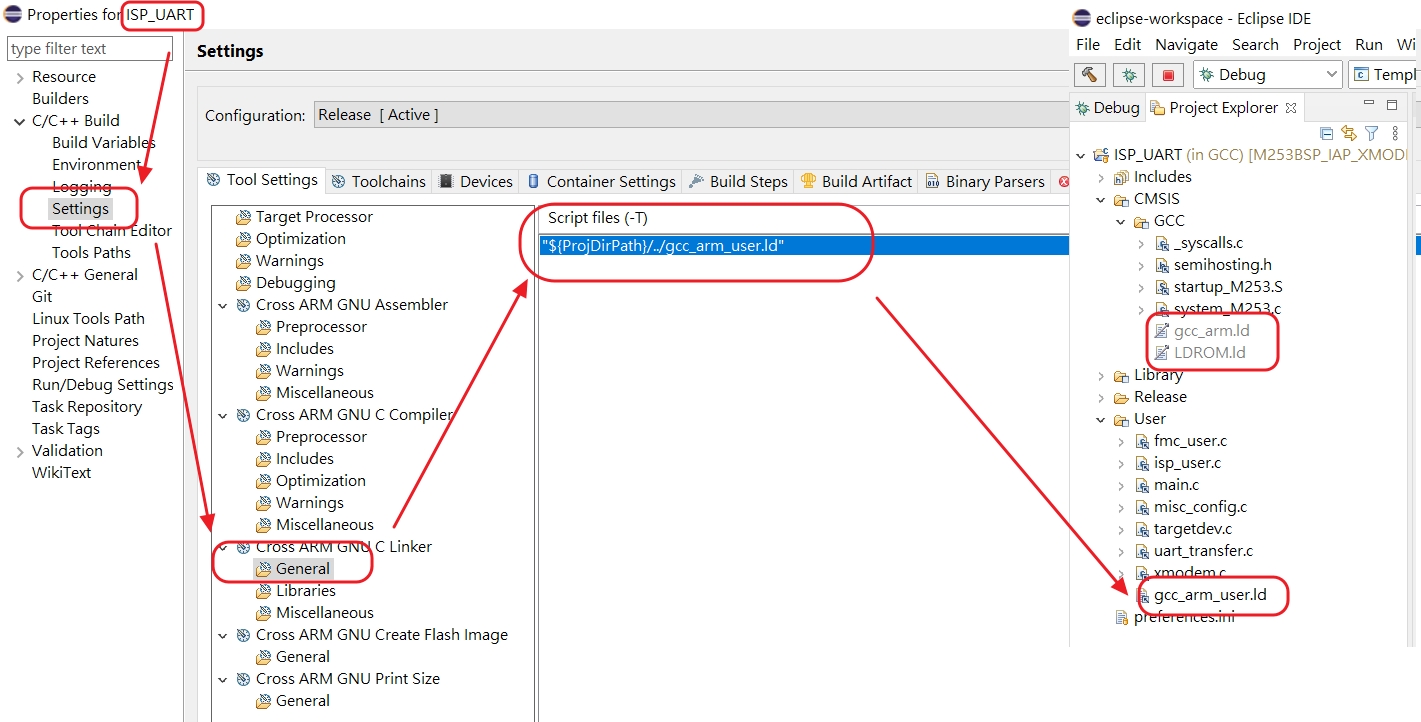 Properties for ISP_UART
type filter text
Resource
Builders
C/C++ Build
Build Variables
Environment
Logging
Settings
Tool Chain Editor
Tools Paths
C/C++ General
Git
Linux Tools Path
Project Natures
Project References
Run/Debug Settings
Task Repository
Task Tags
Validation
WikiText
Settings
Configuration: Release [ Active ]
Tool Settings Toolchains Devices Container Settings Build Steps Build Artifact Binary Parsers
Target Processor
Optimization
Warnings
Debugging
Cross ARM GNU Assembler
Preprocessor
Includes
Warnings
Miscellaneous
Cross ARM GNU C Compiler
Preprocessor
Includes
Optimization
Warnings
Miscellaneous
Cross ARM GNU C Linker
General
Libraries
Miscellaneous
Cross ARM GNU Create Flash Image
General
Cross ARM GNU Print Size
General
Script files (-T)
"${ProjDirPath}/../gcc_arm_user.ld"
eclipse-workspace - Eclipse IDE
File Edit Navigate Search Project Run Wi
Debug Templ
Debug Project Explorer
ISP_UART (in GCC) [M253BSP_IAP_XMODE
Includes
CMSIS
GCC
_syscalls.c
semihosting.h
startup_M253.S
system_M253.c
gcc_arm.ld
LDROM.ld
Library
Release
User
fmc_user.c
isp_user.c
main.c
misc_config.c
targetdev.c
uart_transfer.c
xmodem.c
gcc_arm_user.ld
preferences.ini